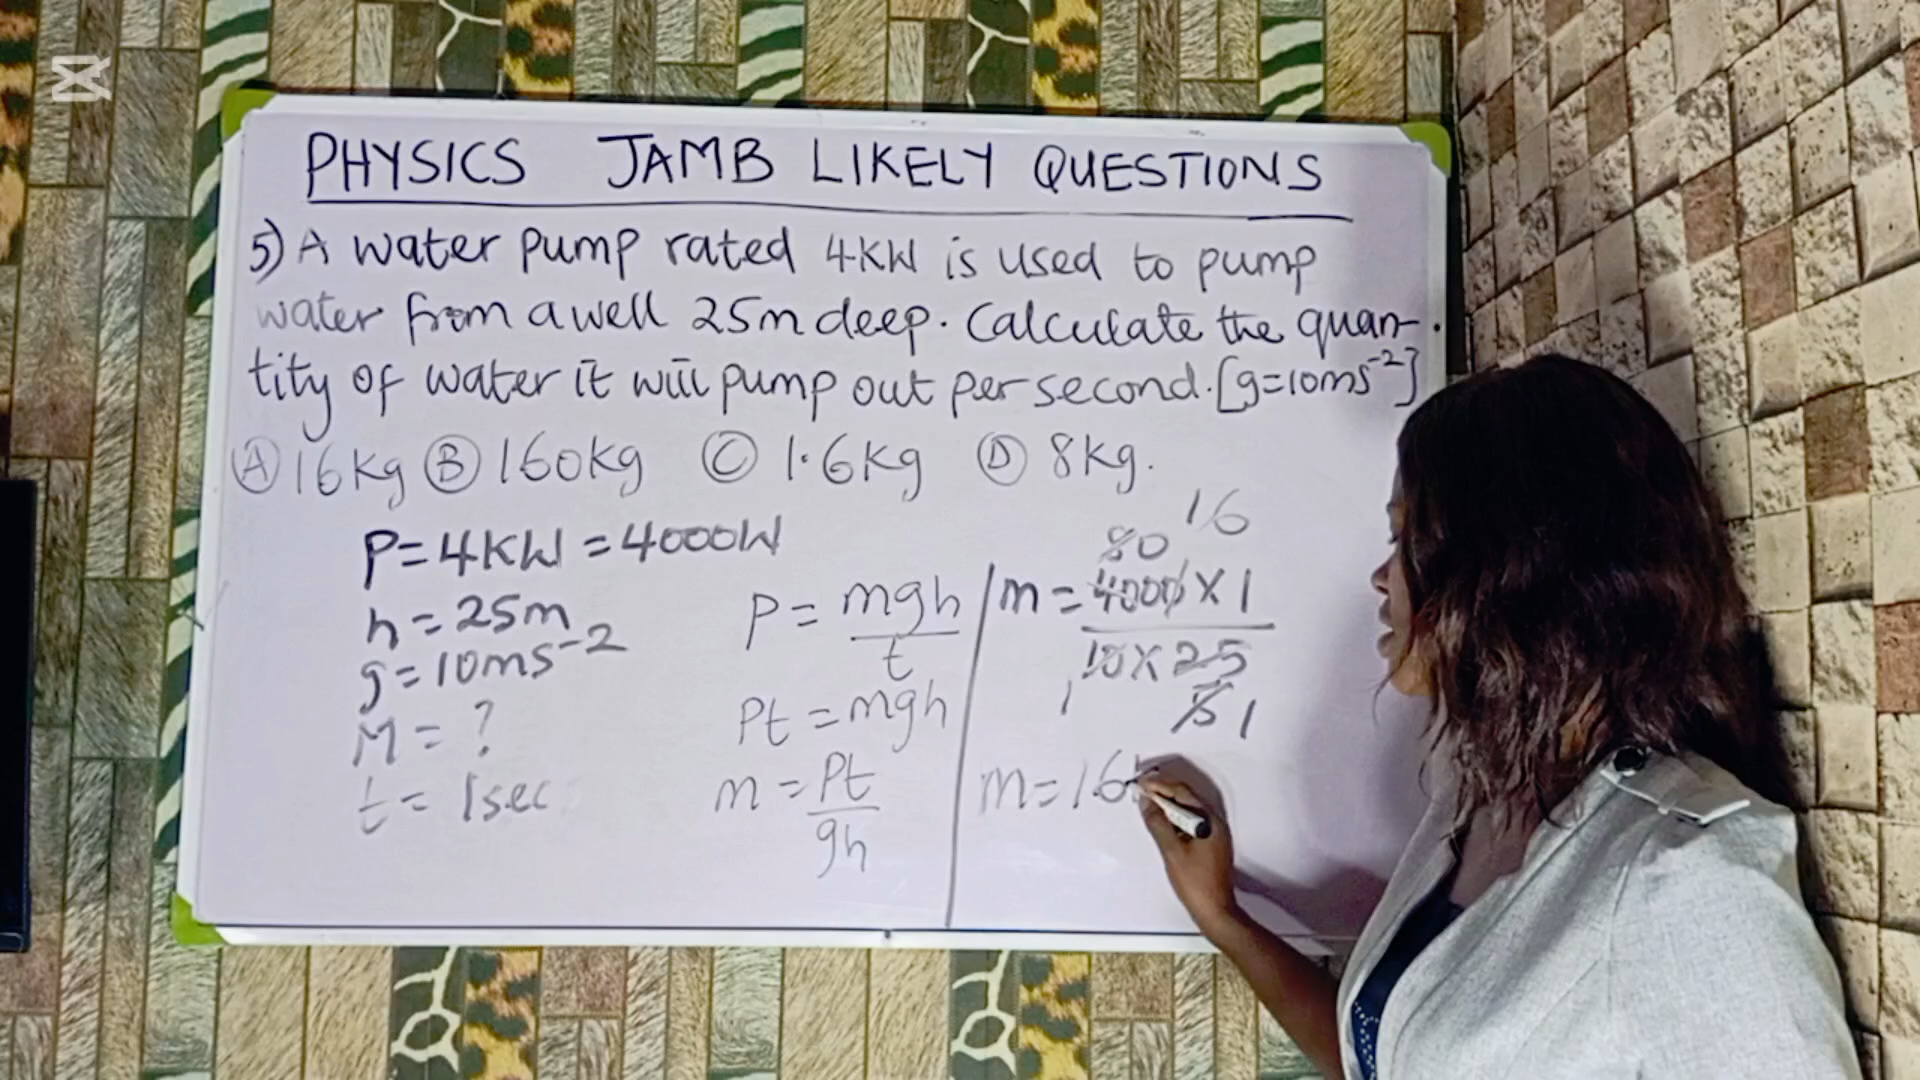 PHYSICS JAMB LIKELY QUESTIONS
5) A water pump rated 4KW is used to pump
water from a well 25m deep. Calculate the quan-
tity of water it will pump out per second. [g=10ms⁻²]
Ⓐ 16kg Ⓑ 160kg Ⓒ 1.6kg Ⓓ 8kg.
P=4KW = 4000W
h=25m
g=10ms⁻²
M= ?
t= 1sec
P= mgh
t
Pt = mgh
m = Pt
gh
16
80
m= 4000 X 1
10 X 25
1 5 1
m=16